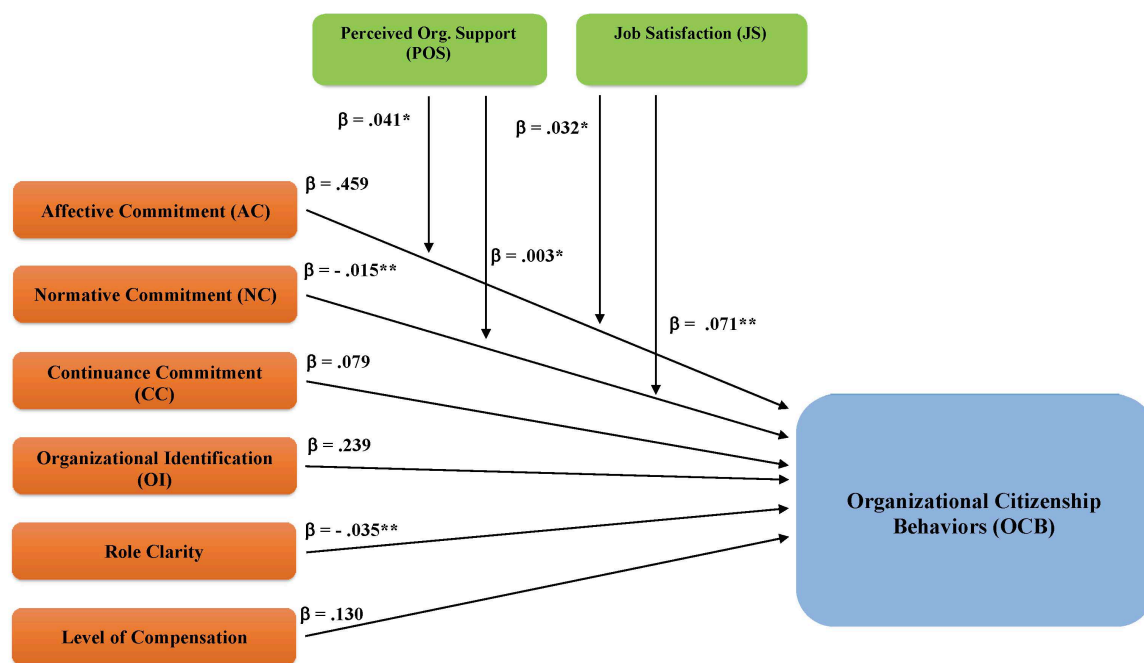 Perceived Org. Support
(POS)
Job Satisfaction (JS)
β = .041*
β = .032*
β = .459
Affective Commitment (AC)
β = .003*
β = - .015**
Normative Commitment (NC)
β =  .071**
β = .079
Continuance Commitment
(CC)
β = .239
Organizational Identification
(OI)
Organizational Citizenship
Behaviors (OCB)
β = - .035**
Role Clarity
β = .130
Level of Compensation